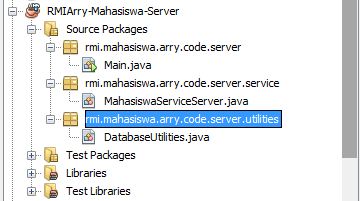 RMIArry-Mahasiswa-Server
Source Packages
rmi.mahasiswa.arry.code.server
Main.java
rmi.mahasiswa.arry.code.server.service
MahasiswaServiceServer.java
rmi.mahasiswa.arry.code.server.utilities
DatabaseUtilities.java
Test Packages
Libraries
Test Libraries